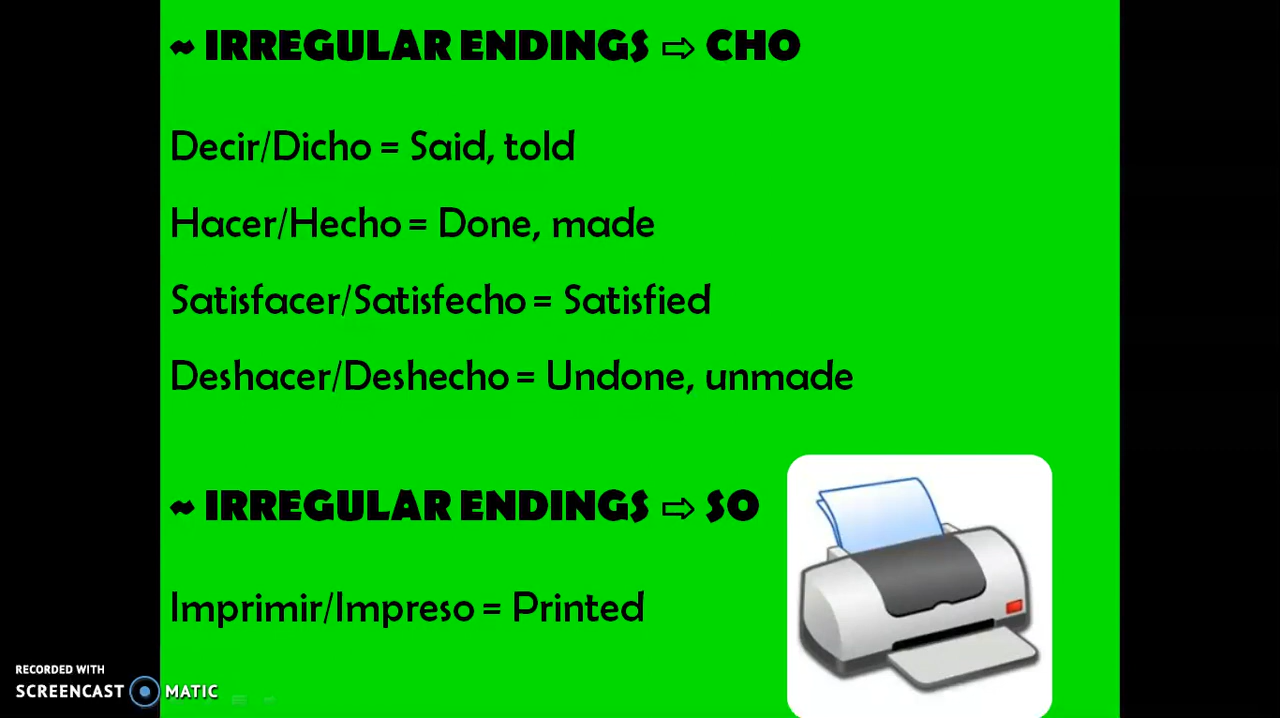 ~ IRREGULAR ENDINGS ⇨ CHO
Decir/Dicho = Said, told
Hacer/Hecho = Done, made
Satisfacer/Satisfecho = Satisfied
Deshacer/Deshecho = Undone, unmade
~ IRREGULAR ENDINGS ⇨ SO
Imprimir/Impreso = Printed
RECORDED WITH
SCREENCAST MATIC